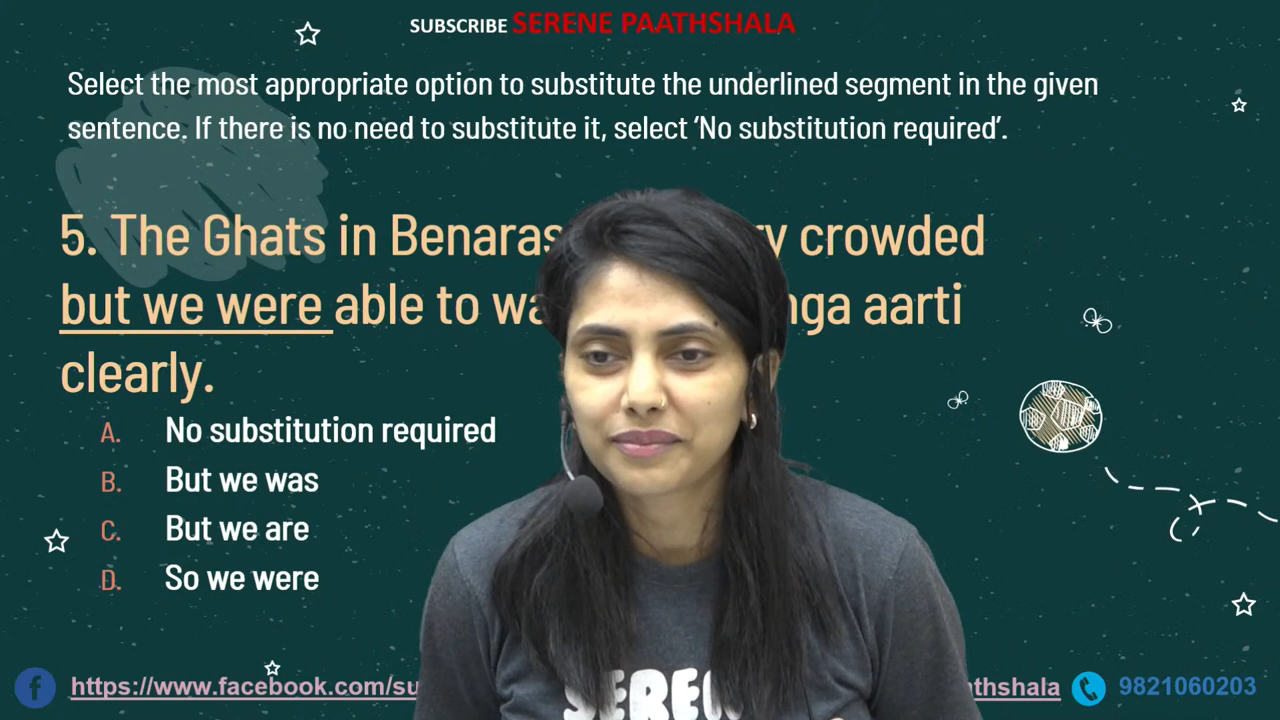 SUBSCRIBE SERENE PAATHSHALA
Select the most appropriate option to substitute the underlined segment in the given
sentence. If there is no need to substitute it, select ‘No substitution required’.
5. The Ghats in Benaras crowded
but we were able to aarti
clearly.
A. No substitution required
B. But we was
C. But we are
D. So we were
SEREN
https://www.facebook.com/su athshala 9821060203